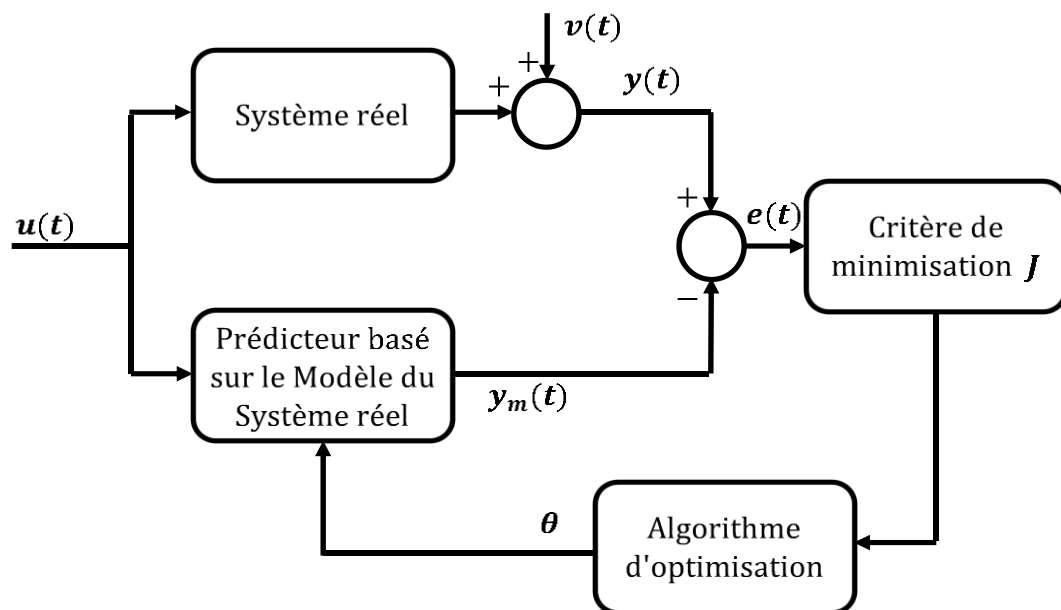 v(t)
+
+
y(t)
Système réel
u(t)
+
e(t)
Critère de
minimisation J
−
Prédicteur basé
sur le Modèle du
Système réel
y_m(t)
θ
Algorithme
d'optimisation